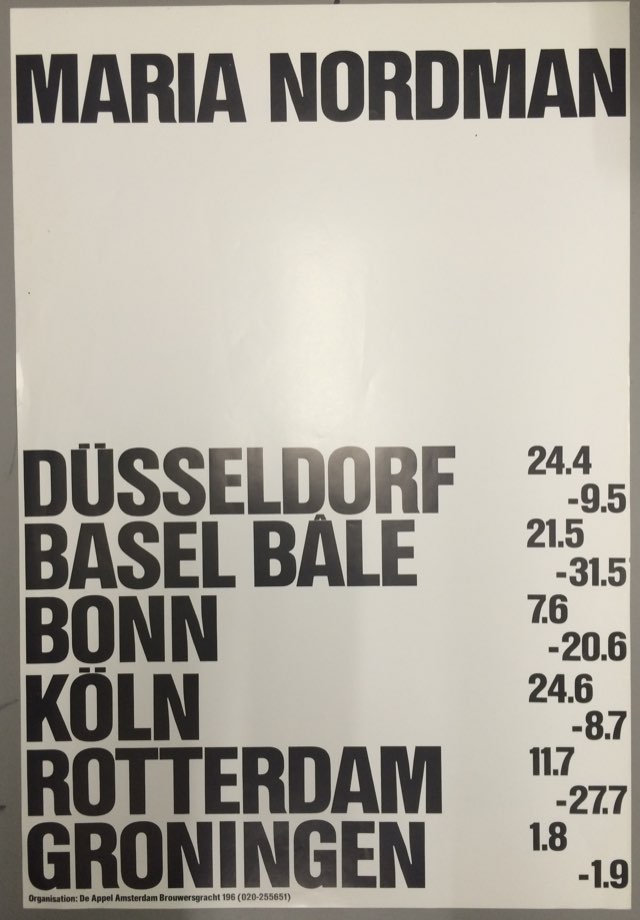 MARIA NORDMAN
DÜSSELDORF 24.4
-9.5
BASEL BÂLE 21.5
-31.5
BONN 7.6
-20.6
KÖLN 24.6
-8.7
ROTTERDAM 11.7
-27.7
GRONINGEN 1.8
-1.9
Organisation: De Appel Amsterdam Brouwersgracht 196 (020-255651)